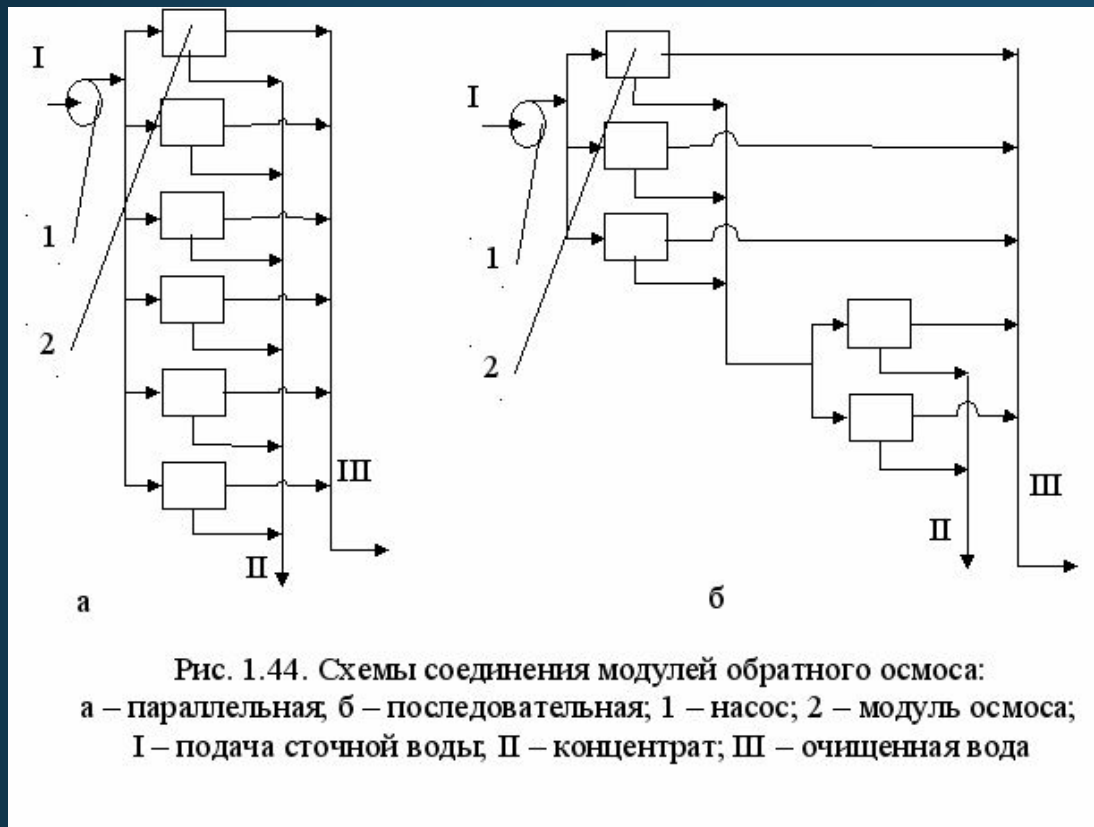 I
1
2
III
II
а
I
1
2
III
II
б
Рис. 1.44. Схемы соединения модулей обратного осмоса:
а – параллельная; б – последовательная; 1 – насос; 2 – модуль осмоса;
I – подача сточной воды; II – концентрат; III – очищенная вода